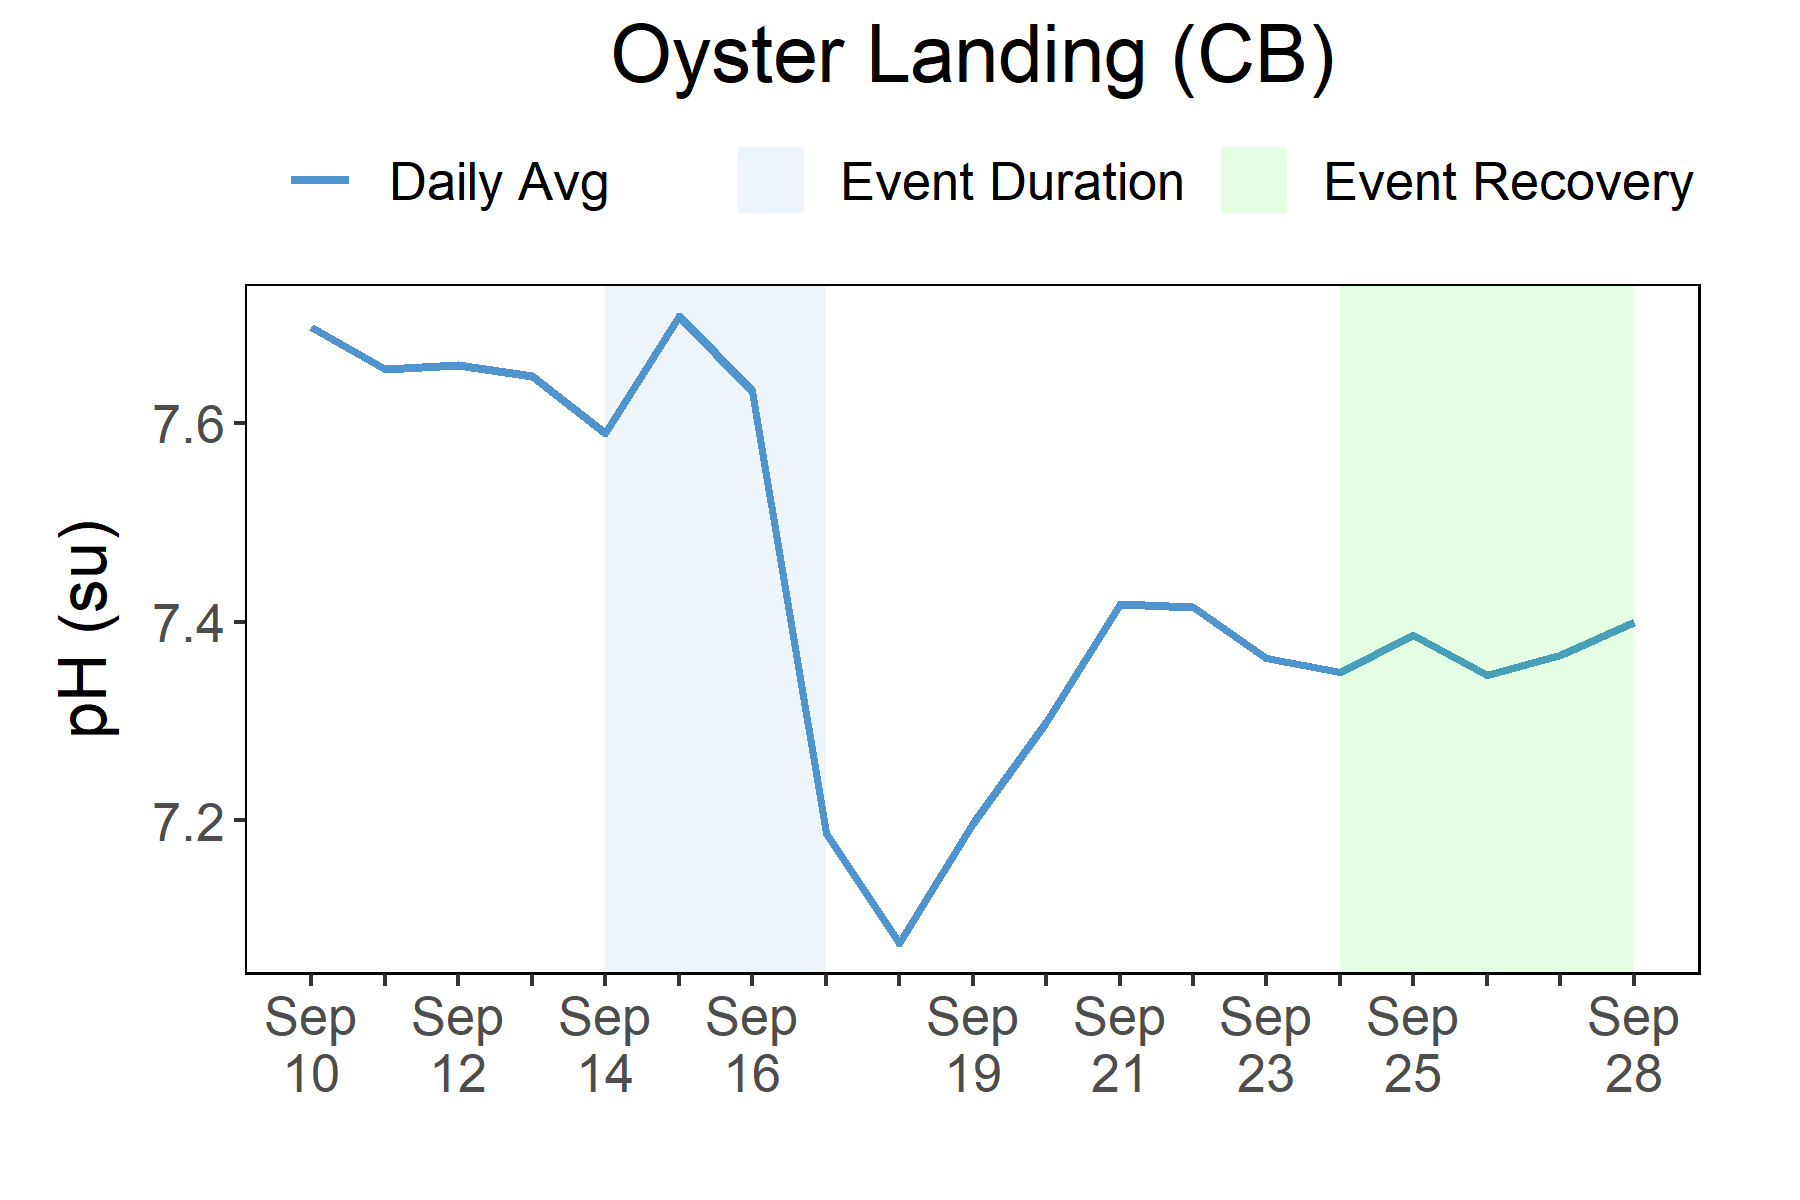 Oyster Landing (CB)
Daily Avg Event Duration Event Recovery
pH (su)
7.6
7.4
7.2
Sep Sep Sep Sep Sep Sep Sep Sep Sep
10 12 14 16 19 21 23 25 28